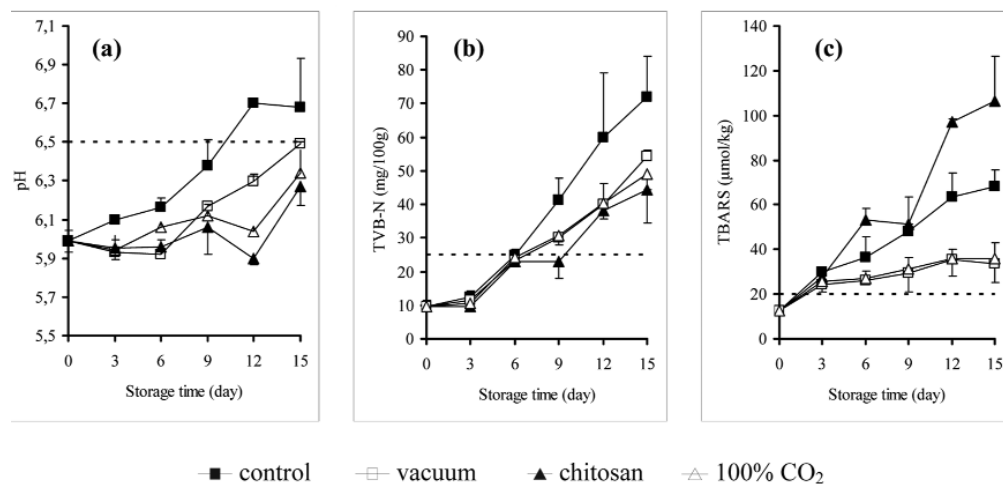 (a)
pH
7,1
6,9
6,7
6,5
6,3
6,1
5,9
5,7
5,5
0 3 6 9 12 15
Storage time (day)
(b)
TVB-N (mg/100g)
90
80
70
60
50
40
30
20
10
0
0 3 6 9 12 15
Storage time (day)
(c)
TBARS (μmol/kg)
140
120
100
80
60
40
20
0
0 3 6 9 12 15
Storage time (day)
control vacuum chitosan 100% CO₂